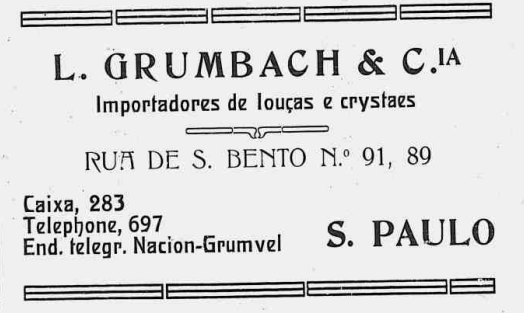 L. GRUMBACH & C.IA
Importadores de louças e crystaes
RUA DE S. BENTO N.º 91, 89
Caixa, 283
Telephone, 697
End. telegr. Nacion-Grumvel
S. PAULO